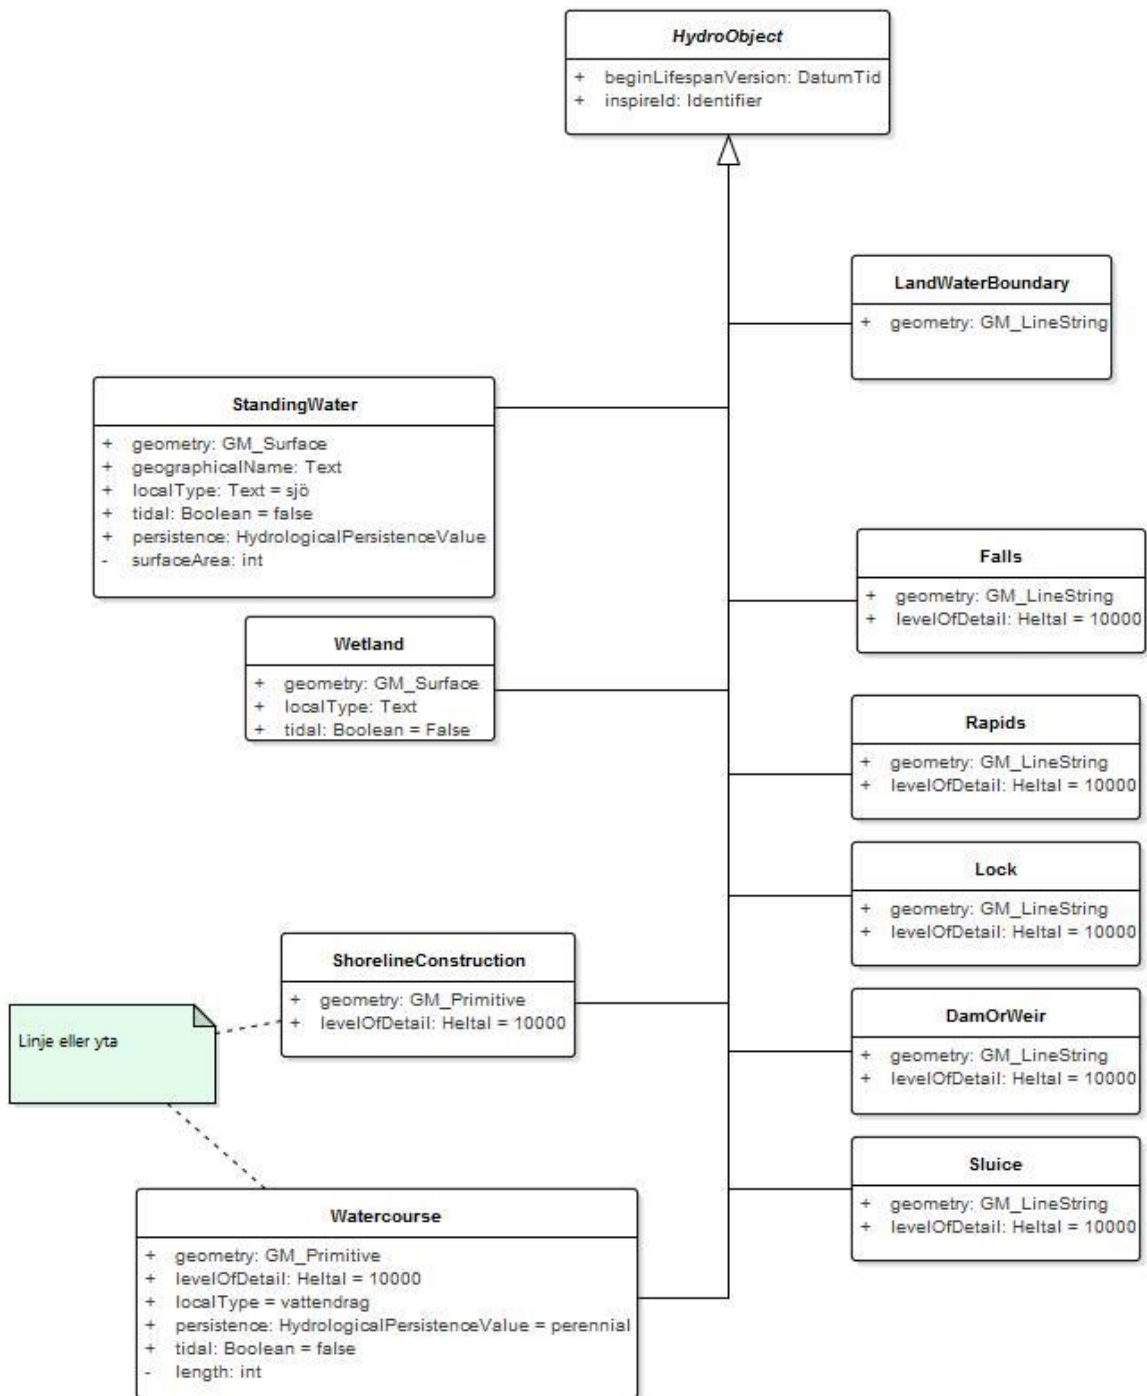 HydroObject
+ beginLifespanVersion: DatumTid
+ inspireId: Identifier
LandWaterBoundary
+ geometry: GM_LineString
StandingWater
+ geometry: GM_Surface
+ geographicalName: Text
+ localType: Text = sjö
+ tidal: Boolean = false
+ persistence: HydrologicalPersistenceValue
- surfaceArea: int
Falls
+ geometry: GM_LineString
+ levelOfDetail: Heltal = 10000
Wetland
+ geometry: GM_Surface
+ localType: Text
+ tidal: Boolean = False
Rapids
+ geometry: GM_LineString
+ levelOfDetail: Heltal = 10000
Lock
+ geometry: GM_LineString
+ levelOfDetail: Heltal = 10000
ShorelineConstruction
+ geometry: GM_Primitive
+ levelOfDetail: Heltal = 10000
Linje eller yta
DamOrWeir
+ geometry: GM_LineString
+ levelOfDetail: Heltal = 10000
Sluice
+ geometry: GM_LineString
+ levelOfDetail: Heltal = 10000
Watercourse
+ geometry: GM_Primitive
+ levelOfDetail: Heltal = 10000
+ localType = vattendrag
+ persistence: HydrologicalPersistenceValue = perennial
+ tidal: Boolean = false
- length: int